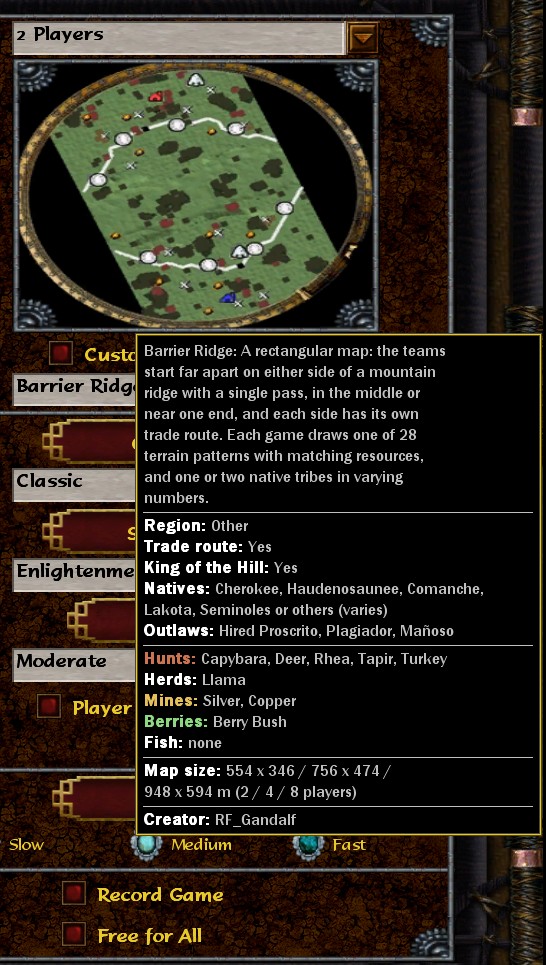 2 Players
Custo
Barrier Ridge
Barrier Ridge: A rectangular map: the teams
start far apart on either side of a mountain
ridge with a single pass, in the middle or
near one end, and each side has its own
trade route. Each game draws one of 28
terrain patterns with matching resources,
and one or two native tribes in varying
numbers.
Classic
Region: Other
Trade route: Yes
King of the Hill: Yes
Enlightenme
Natives: Cherokee, Haudenosaunee, Comanche,
Lakota, Seminoles or others (varies)
Outlaws: Hired Proscrito, Plagiador, Mañoso
Moderate
Hunts: Capybara, Deer, Rhea, Tapir, Turkey
Herds: Llama
Mines: Silver, Copper
Player
Berries: Berry Bush
Fish: none
Map size: 554 x 346 / 756 x 474 /
948 x 594 m (2 / 4 / 8 players)
Creator: RF_Gandalf
Slow Medium Fast
Record Game
Free for All